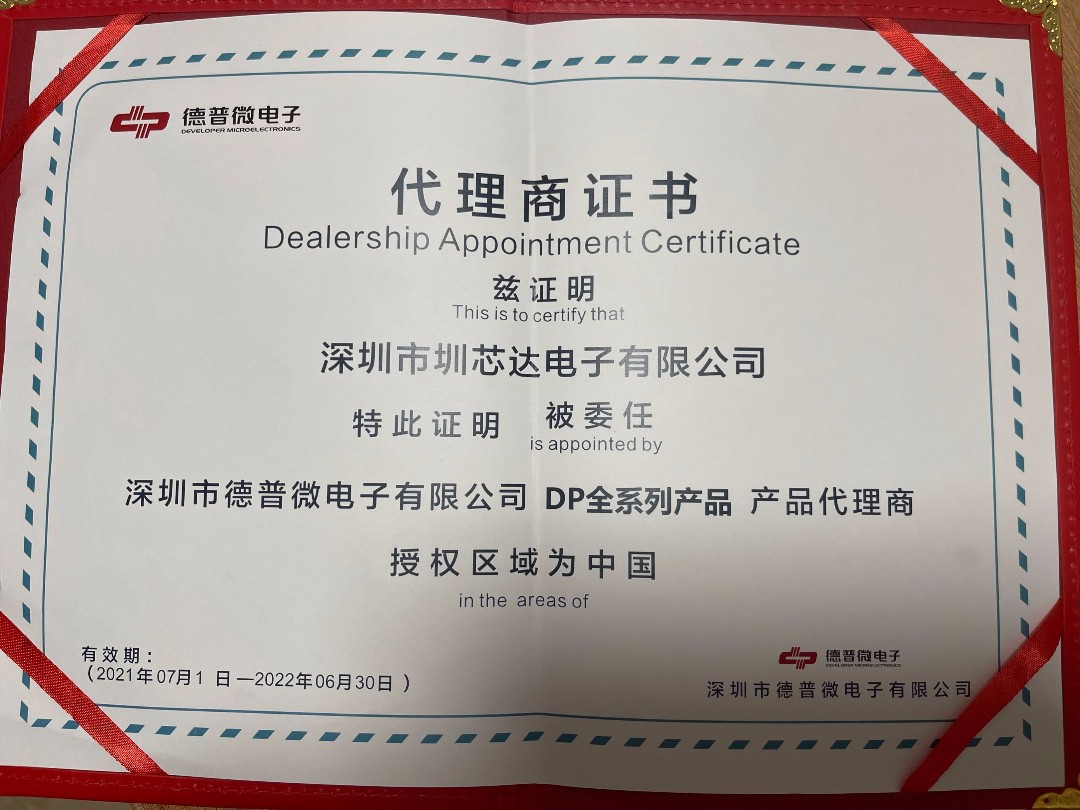 德普微电子
DEVELOPER MICROELECTRONICS
代理商证书
Dealership Appointment Certificate
兹证明
This is to certify that
深圳市圳芯达电子有限公司
特此证明 被委任
is appointed by
深圳市德普微电子有限公司 DP全系列产品 产品代理商
授权区域为中国
in the areas of
有效期：
（2021年07月1 日—2022年06月30日 ）
德普微电子
DEVELOPER MICROELECTRONICS
深圳市德普微电子有限公司